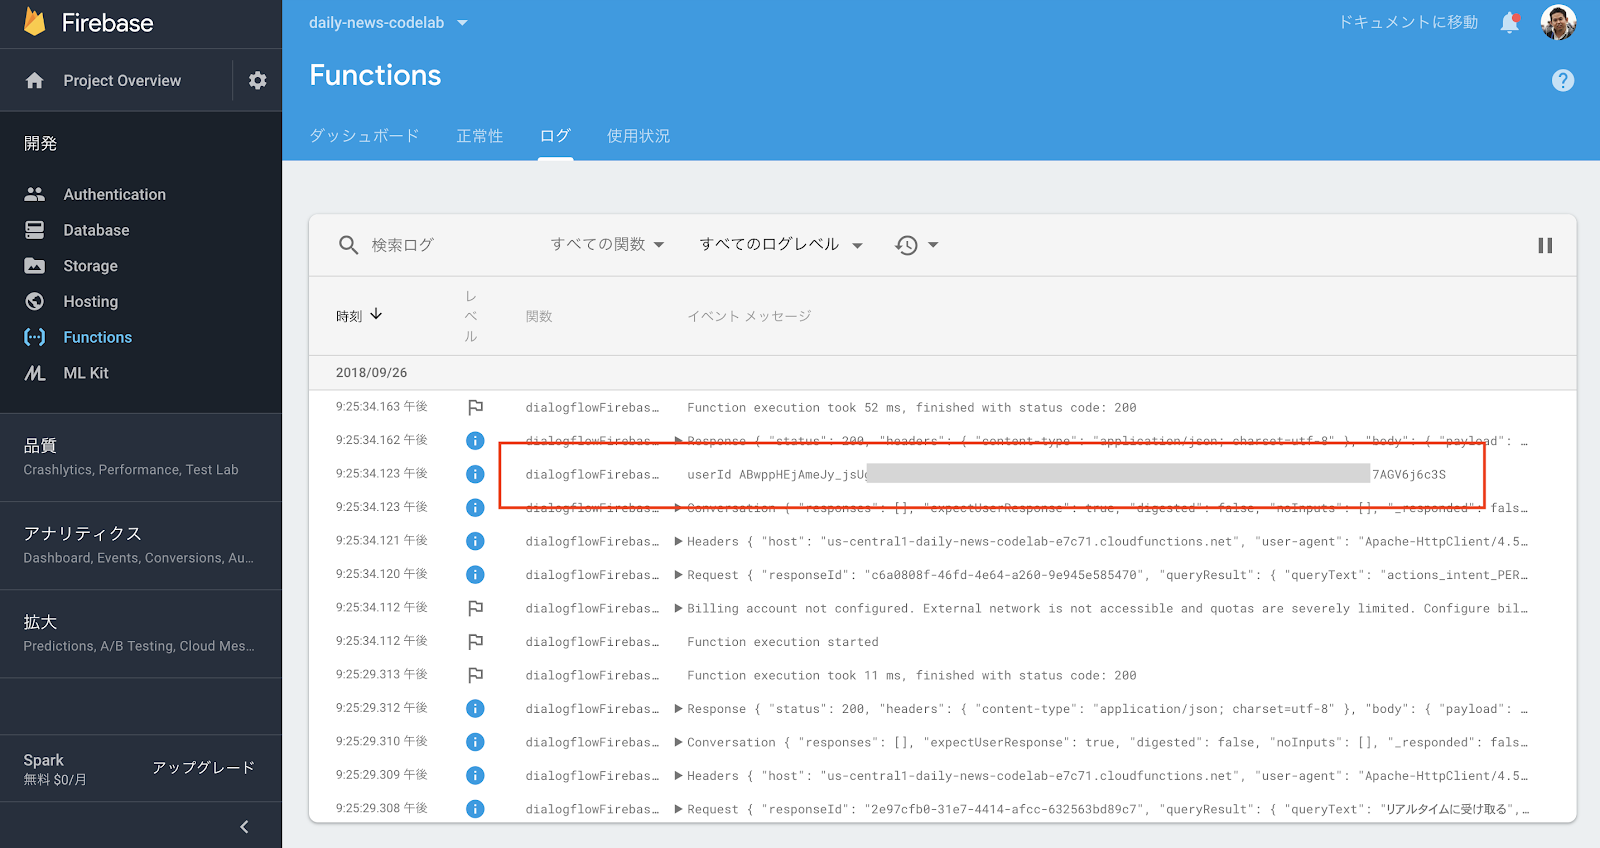 Firebase
daily-news-codelab
ドキュメントに移動
Project Overview
Functions
ダッシュボード 正常性 ログ 使用状況
開発
Authentication
Database
Storage
Hosting
Functions
ML Kit
品質
Crashlytics, Performance, Test Lab
アナリティクス
Dashboard, Events, Conversions, Au…
拡大
Predictions, A/B Testing, Cloud Mes…
Spark
無料 $0/月
アップグレード
検索ログ すべての関数 すべてのログレベル
時刻 レベル 関数 イベント メッセージ
2018/09/26
9:25:34.163 午後 dialogflowFirebas… Function execution took 52 ms, finished with status code: 200
9:25:34.162 午後 dialogflowFirebas… Response { "status": 200, "headers": { "content-type": "application/json; charset=utf-8" }, "body": { "payload": …
9:25:34.123 午後 dialogflowFirebas… userId ABwppHEjAmeJy_jsUg 7AGV6j6c3S
9:25:34.123 午後 dialogflowFirebas… Conversation { "responses": [], "expectUserResponse": true, "digested": false, "noInputs": [], "_responded": fals…
9:25:34.121 午後 dialogflowFirebas… Headers { "host": "us-central1-daily-news-codelab-e7c71.cloudfunctions.net", "user-agent": "Apache-HttpClient/4.5…
9:25:34.120 午後 dialogflowFirebas… Request { "responseId": "c6a0808f-46fd-4e64-a260-9e945e585470", "queryResult": { "queryText": "actions_intent_PER…
9:25:34.112 午後 dialogflowFirebas… Billing account not configured. External network is not accessible and quotas are severely limited. Configure bil…
9:25:34.112 午後 dialogflowFirebas… Function execution started
9:25:29.313 午後 dialogflowFirebas… Function execution took 11 ms, finished with status code: 200
9:25:29.312 午後 dialogflowFirebas… Response { "status": 200, "headers": { "content-type": "application/json; charset=utf-8" }, "body": { "payload": …
9:25:29.310 午後 dialogflowFirebas… Conversation { "responses": [], "expectUserResponse": true, "digested": false, "noInputs": [], "_responded": fals…
9:25:29.309 午後 dialogflowFirebas… Headers { "host": "us-central1-daily-news-codelab-e7c71.cloudfunctions.net", "user-agent": "Apache-HttpClient/4.5…
9:25:29.308 午後 dialogflowFirebas… Request { "responseId": "2e97cfb0-31e7-4414-afcc-632563bd89c7", "queryResult": { "queryText": "リアルタイムに受け取る",…